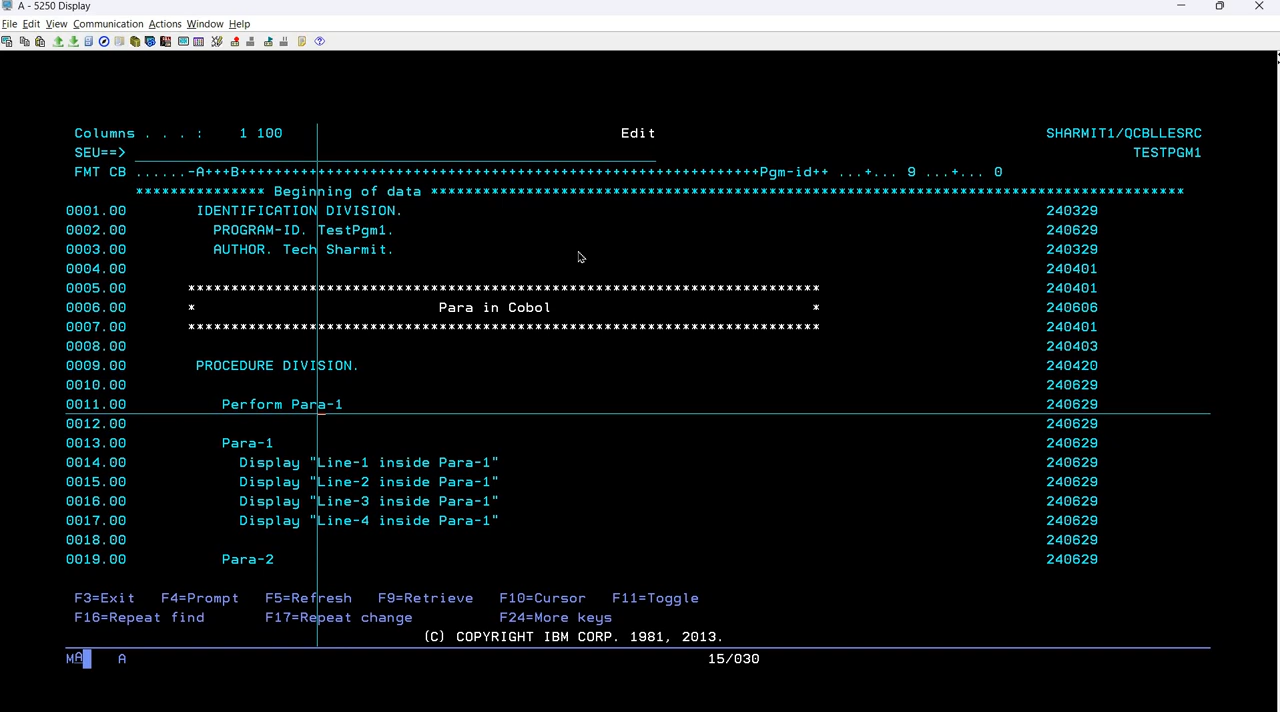 A - 5250 Display
File Edit View Communication Actions Window Help
Columns . . . :    1 100                                        Edit                                        SHARMIT1/QCBLLESRC
SEU==>                                                                                                        TESTPGM1
FMT CB ......-A+++B++++++++++++++++++++++++++++++++++++++++++++++++++++++++++++Pgm-id++ ...+... 9 ...+... 0
*************** Beginning of data ***************************************************************************************
0001.00        IDENTIFICATION DIVISION.        240329
0002.00          PROGRAM-ID. TestPgm1.        240629
0003.00          AUTHOR. Tech Sharmit.        240329
0004.00        240401
0005.00       *************************************************************************        240401
0006.00       *                            Para in Cobol                              *        240606
0007.00       *************************************************************************        240401
0008.00        240403
0009.00        PROCEDURE DIVISION.        240420
0010.00        240629
0011.00           Perform Para-1        240629
0012.00        240629
0013.00           Para-1        240629
0014.00             Display "Line-1 inside Para-1"        240629
0015.00             Display "Line-2 inside Para-1"        240629
0016.00             Display "Line-3 inside Para-1"        240629
0017.00             Display "Line-4 inside Para-1"        240629
0018.00        240629
0019.00           Para-2        240629
F3=Exit   F4=Prompt   F5=Refresh   F9=Retrieve   F10=Cursor   F11=Toggle
F16=Repeat find       F17=Repeat change          F24=More keys
(C) COPYRIGHT IBM CORP. 1981, 2013.
MA    A        15/030